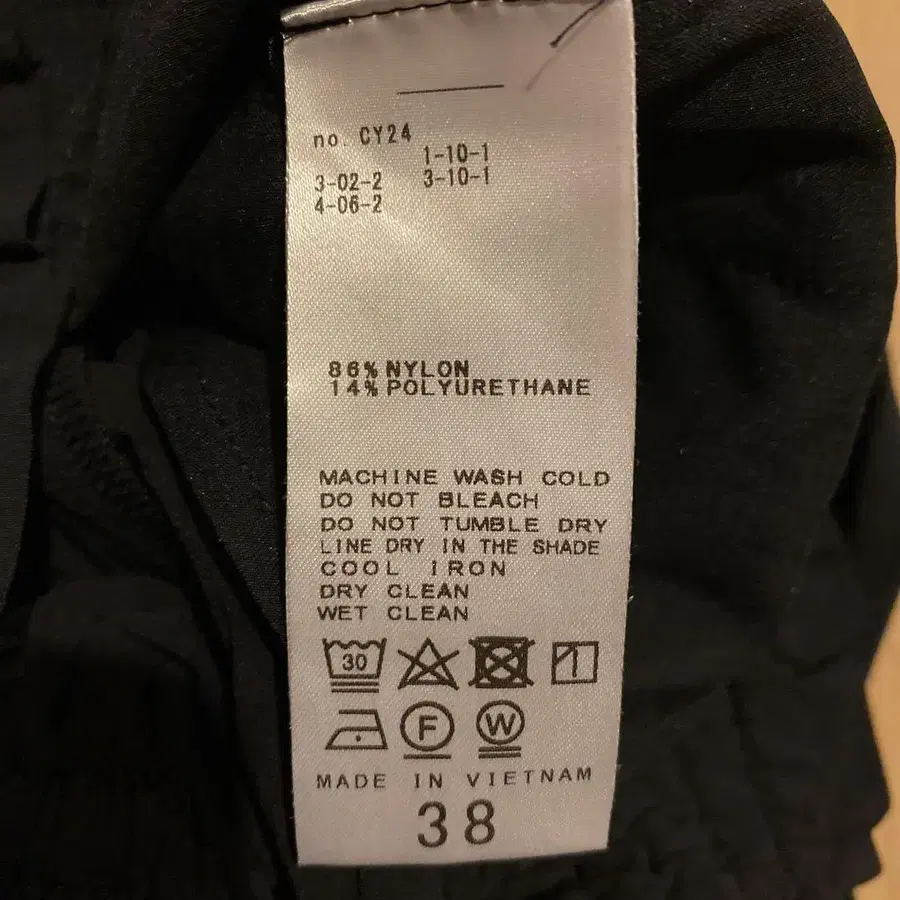 no. CY24
1-10-1
3-02-2 3-10-1
4-06-2
86% NYLON
14% POLYURETHANE
MACHINE WASH COLD
DO NOT BLEACH
DO NOT TUMBLE DRY
LINE DRY IN THE SHADE
COOL IRON
DRY CLEAN
WET CLEAN
30
F W
MADE IN VIETNAM
38